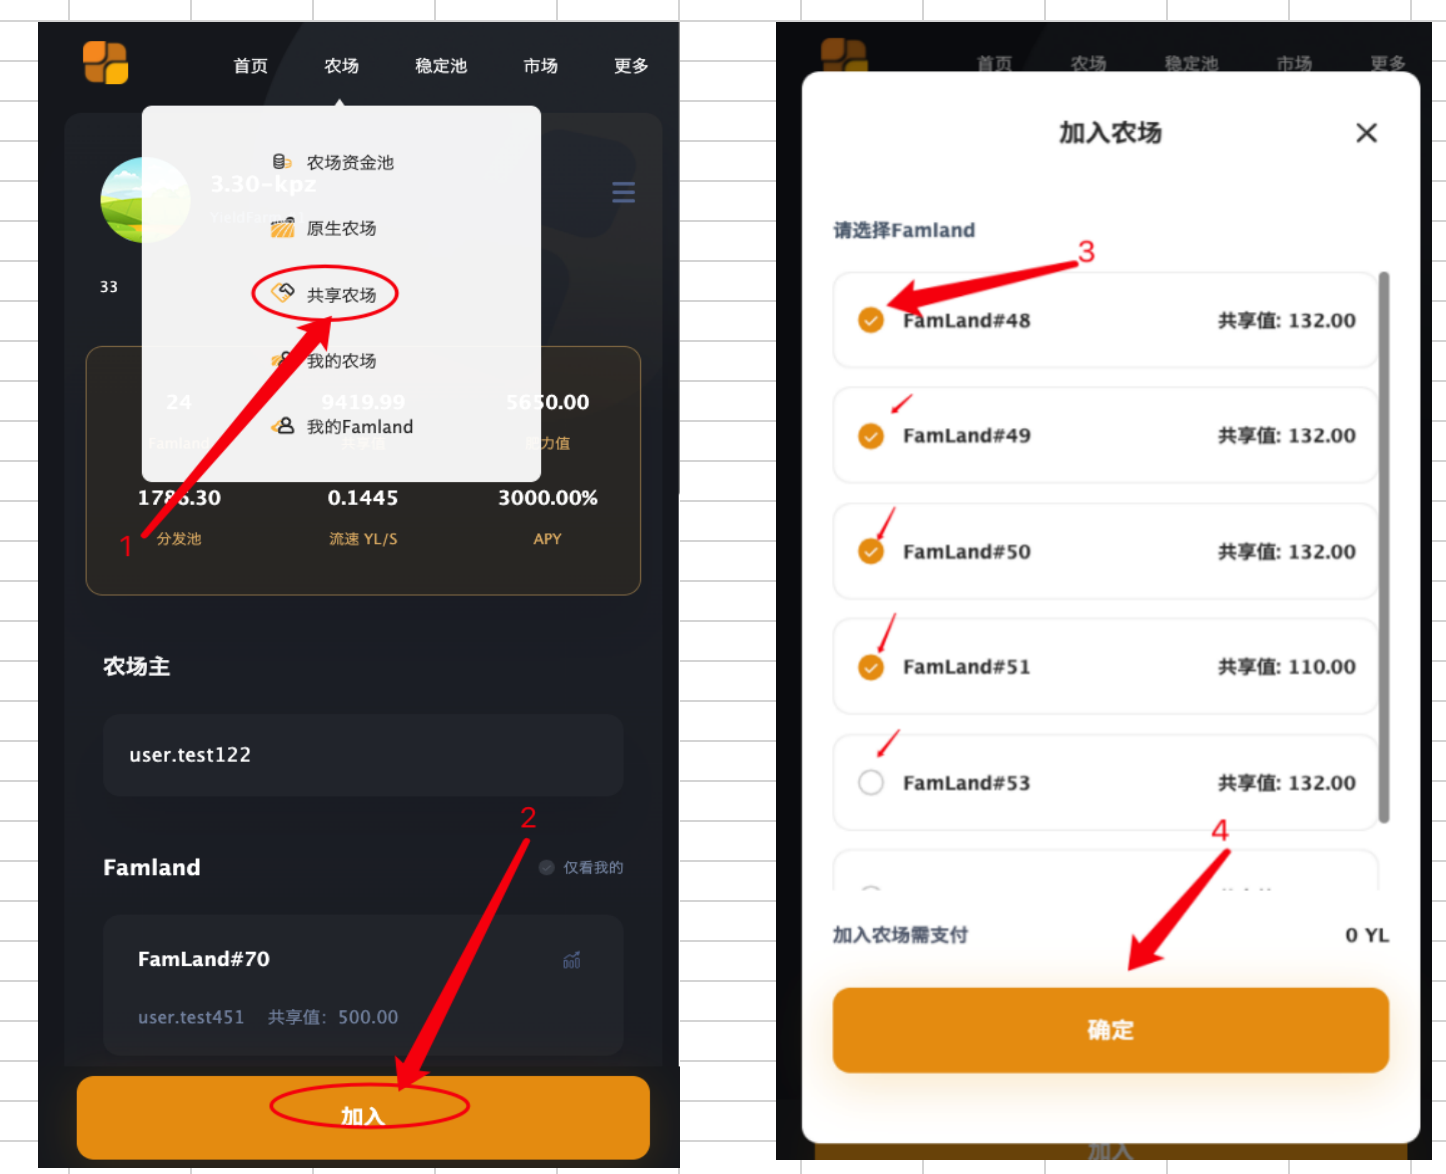 首页 农场 稳定池 市场 更多
农场资金池
3.30-kpz
原生农场
33
共享农场
我的农场
24 9419.99 5650.00
我的Famland
Famland 共享值
力值
1786.30 0.1445 3000.00%
1
分发池 流速 YL/S APY
农场主
user.test122
2
Famland 仅看我的
FamLand#70
user.test451 共享值: 500.00
加入
首页 农场 稳定池 市场 更多
加入农场
请选择Famland
3
FamLand#48 共享值: 132.00
FamLand#49 共享值: 132.00
FamLand#50 共享值: 132.00
FamLand#51 共享值: 110.00
FamLand#53 共享值: 132.00
4
加入农场需支付 0 YL
确定
加入